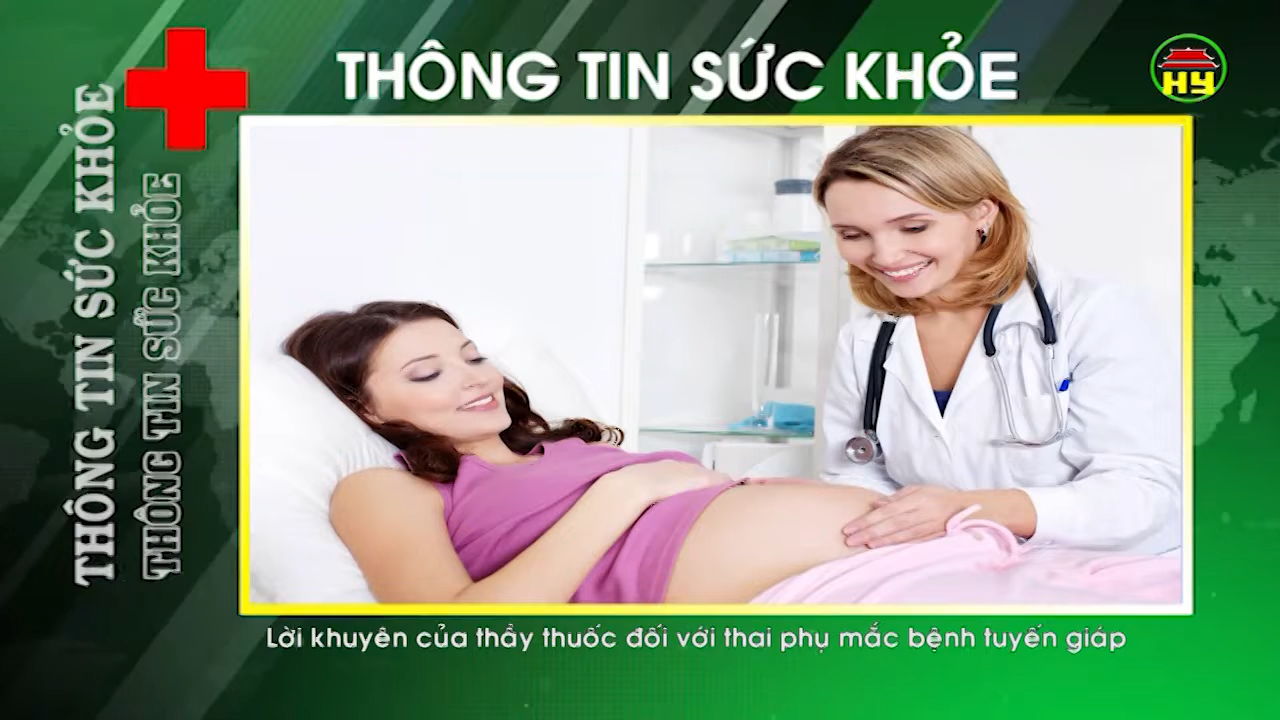 THÔNG TIN SỨC KHỎE
HY
THÔNG TIN SỨC KHỎE
THÔNG TIN SỨC KHỎE
Lời khuyên của thầy thuốc đối với thai phụ mắc bệnh tuyến giáp